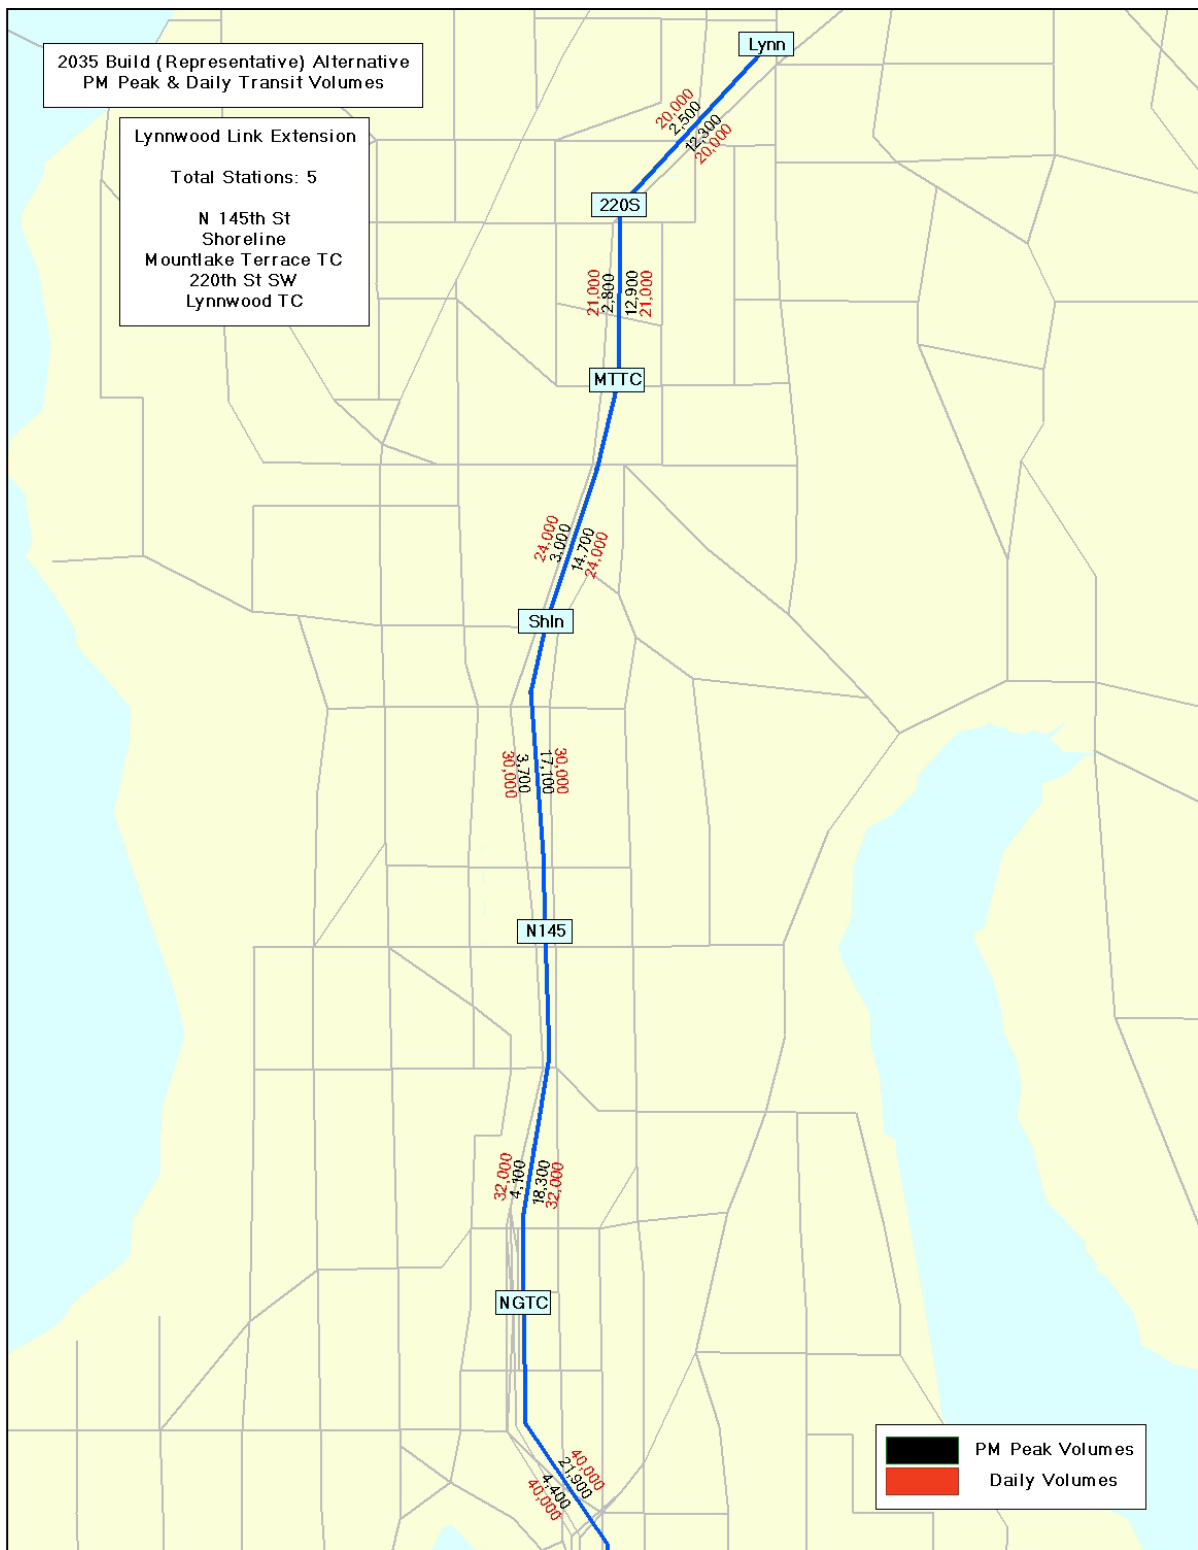 2035 Build (Representative) Alternative
PM Peak & Daily Transit Volumes
Lynnwood Link Extension
Total Stations: 5
N 145th St
Shoreline
Mountlake Terrace TC
220th St SW
Lynnwood TC
Lynn
20,000
2,500
12,300
20,000
220S
21,000
2,800
12,900
21,000
MTTC
24,000
3,000
14,700
24,000
Shln
30,000
3,700
17,100
30,000
N145
32,000
4,100
18,300
32,000
NGTC
40,000
21,900
4,400
40,000
PM Peak Volumes
Daily Volumes